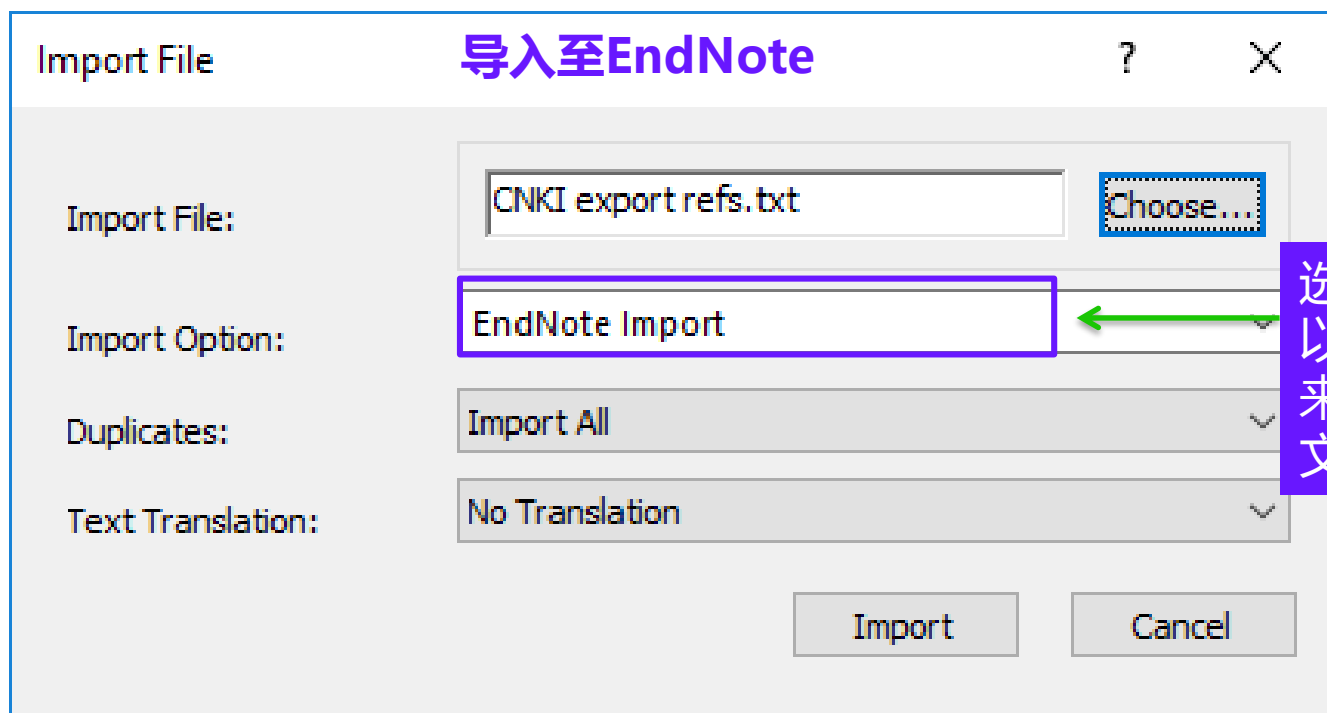 Import File
导入至EndNote
?
Import File:
CNKI export refs.txt
Choose...
Import Option:
EndNote Import
Duplicates:
Import All
Text Translation:
No Translation
Import
Cancel
以